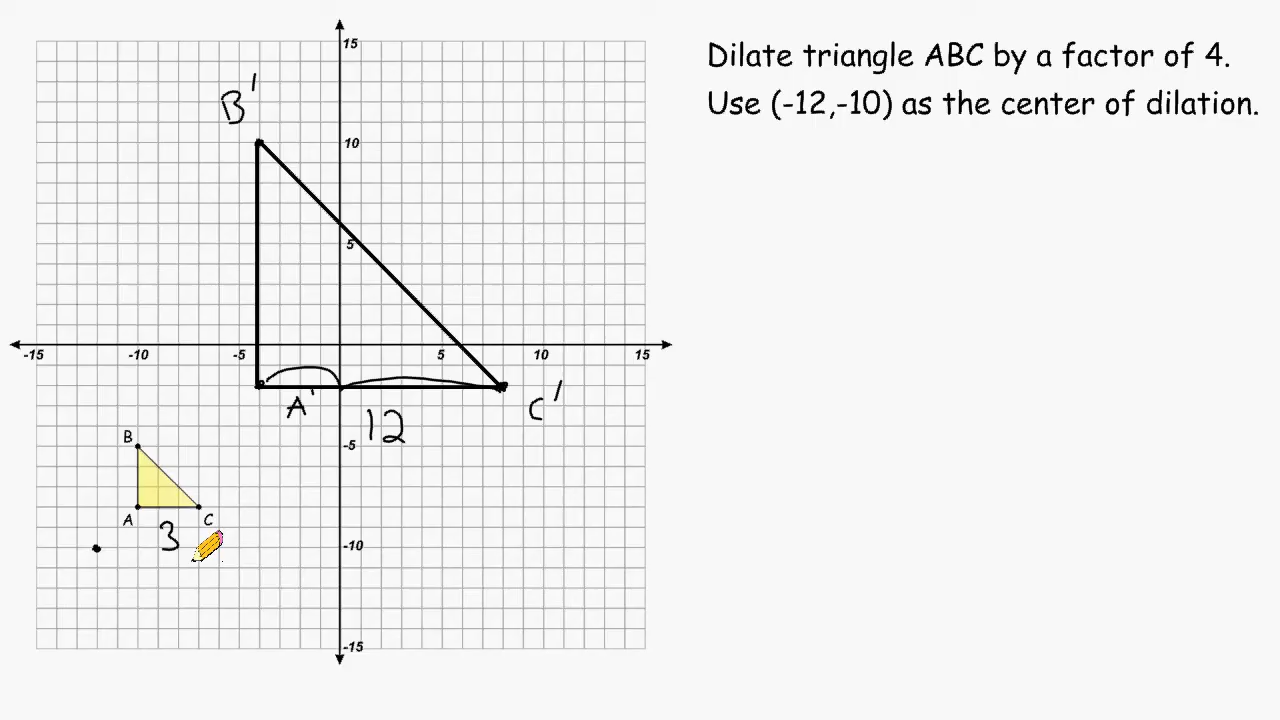 Dilate triangle ABC by a factor of 4.
Use (-12,-10) as the center of dilation.
15
B'
10
5
-15
-10
-5
5
10
15
A'
C'
12
B
-5
A
C
3
-10
-15